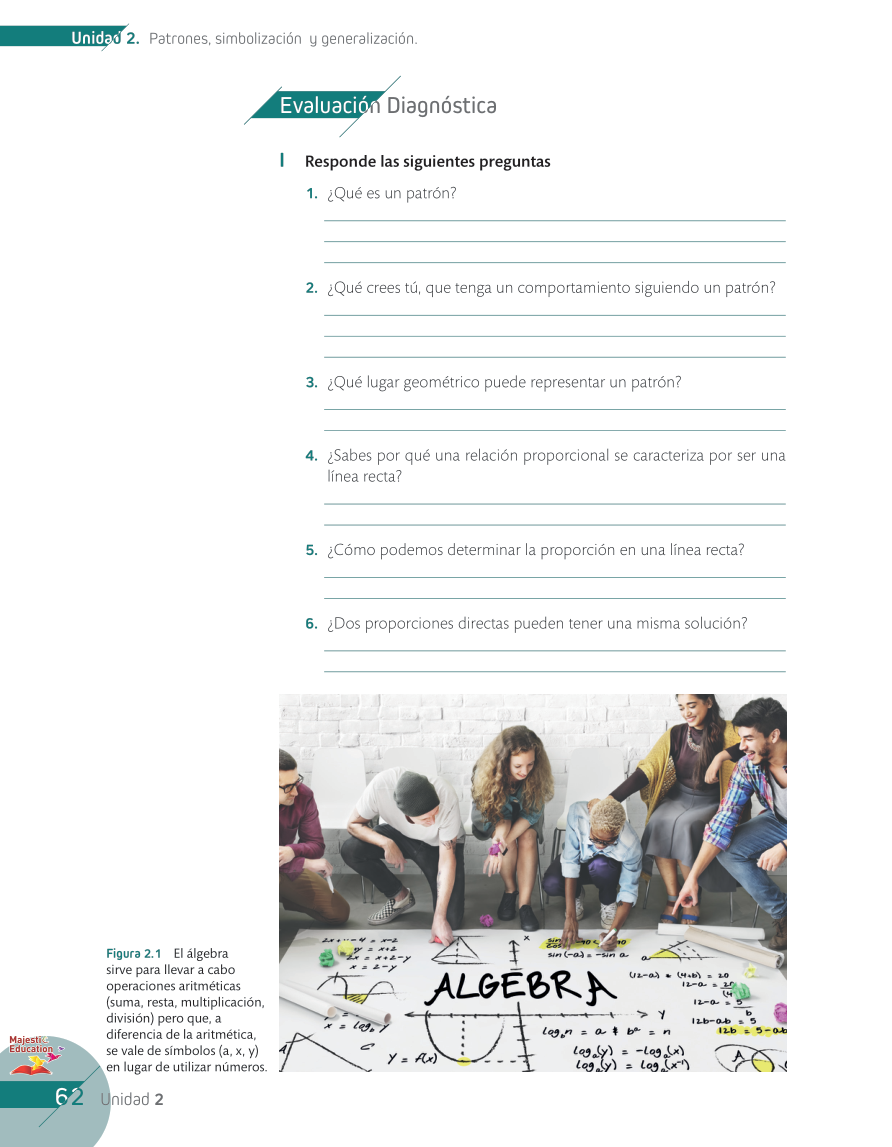 Unidad 2. Patrones, simbolización y generalización.
Evaluación Diagnóstica
I Responde las siguientes preguntas
1. ¿Qué es un patrón?
2. ¿Qué crees tú, que tenga un comportamiento siguiendo un patrón?
3. ¿Qué lugar geométrico puede representar un patrón?
4. ¿Sabes por qué una relación proporcional se caracteriza por ser una
línea recta?
5. ¿Cómo podemos determinar la proporción en una línea recta?
6. ¿Dos proporciones directas pueden tener una misma solución?
y = x+2
x = 2-y
sin(-a) = -sin a
x
ALGEBRA
(12-a) * (4+b) = 20
12-a = 5
b
12b-ab = 5
12b = 5-ab
Y
x = log_b y
C
log_b n = a * b^a = n
Y = f(x)
log_a(y) = -log_a(x)
log_a(y) = log_a(x^-1)
A
Figura 2.1 El álgebra
sirve para llevar a cabo
operaciones aritméticas
(suma, resta, multiplicación,
división) pero que, a
diferencia de la aritmética,
se vale de símbolos (a, x, y)
en lugar de utilizar números.
Majestic
Education
62 Unidad 2